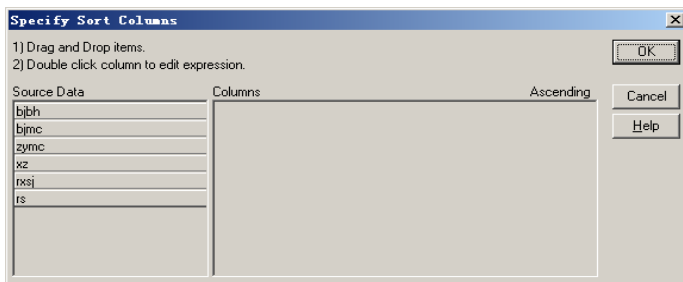 Specify Sort Columns
1) Drag and Drop items.
2) Double click column to edit expression.
OK
Source Data Columns Ascending
Cancel
Help
bjbh
bjmc
zymc
xz
rxsj
rs